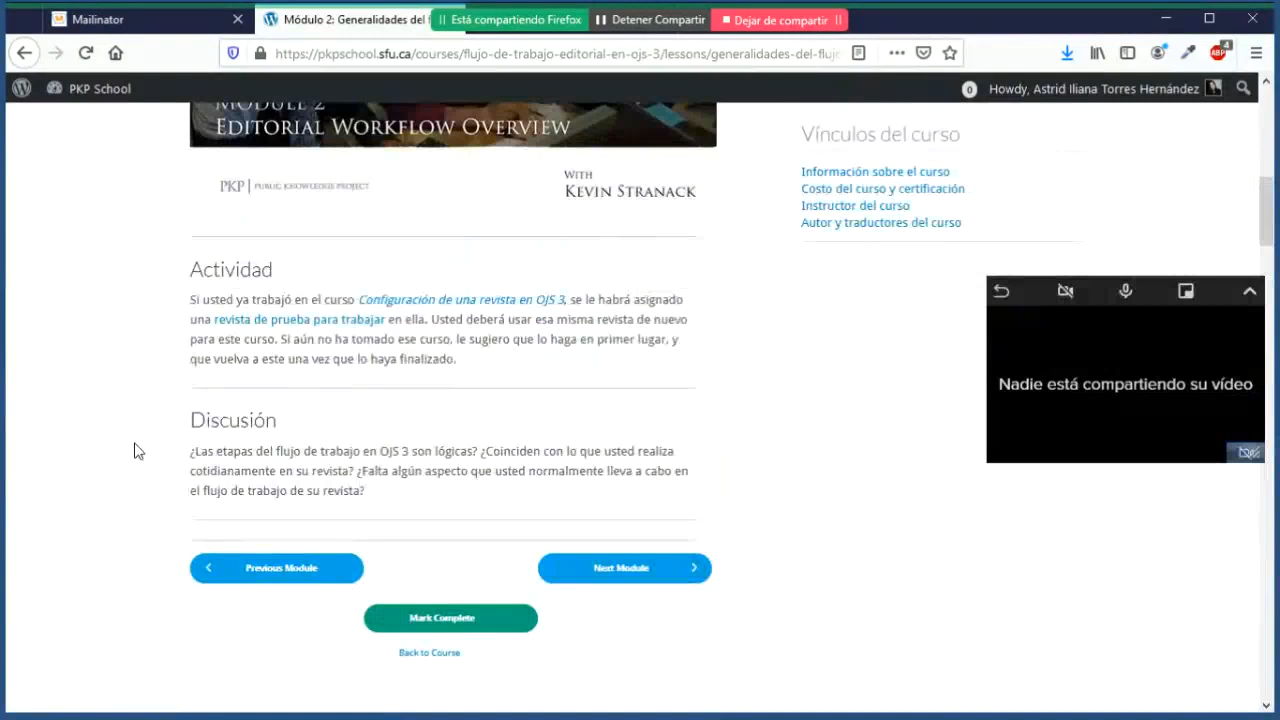 Mailinator
Módulo 2: Generalidades del f
Está compartiendo Firefox
Detener Compartir
Dejar de compartir
https://pkpschool.sfu.ca/courses/flujo-de-trabajo-editorial-en-ojs-3/lessons/generalidades-del-fluj
ABP
4
PKP School
0
Howdy, Astrid Iliana Torres Hernández
MODULE 2
EDITORIAL WORKFLOW OVERVIEW
PKP | PUBLIC KNOWLEDGE PROJECT
WITH
KEVIN STRANACK
Vínculos del curso
Información sobre el curso
Costo del curso y certificación
Instructor del curso
Autor y traductores del curso
Nadie está compartiendo su vídeo
Actividad
Si usted ya trabajó en el curso Configuración de una revista en OJS 3, se le habrá asignado
una revista de prueba para trabajar en ella. Usted deberá usar esa misma revista de nuevo
para este curso. Si aún no ha tomado ese curso, le sugiero que lo haga en primer lugar, y
que vuelva a este una vez que lo haya finalizado.
Discusión
¿Las etapas del flujo de trabajo en OJS 3 son lógicas? ¿Coinciden con lo que usted realiza
cotidianamente en su revista? ¿Falta algún aspecto que usted normalmente lleva a cabo en
el flujo de trabajo de su revista?
Previous Module
Next Module
Mark Complete
Back to Course